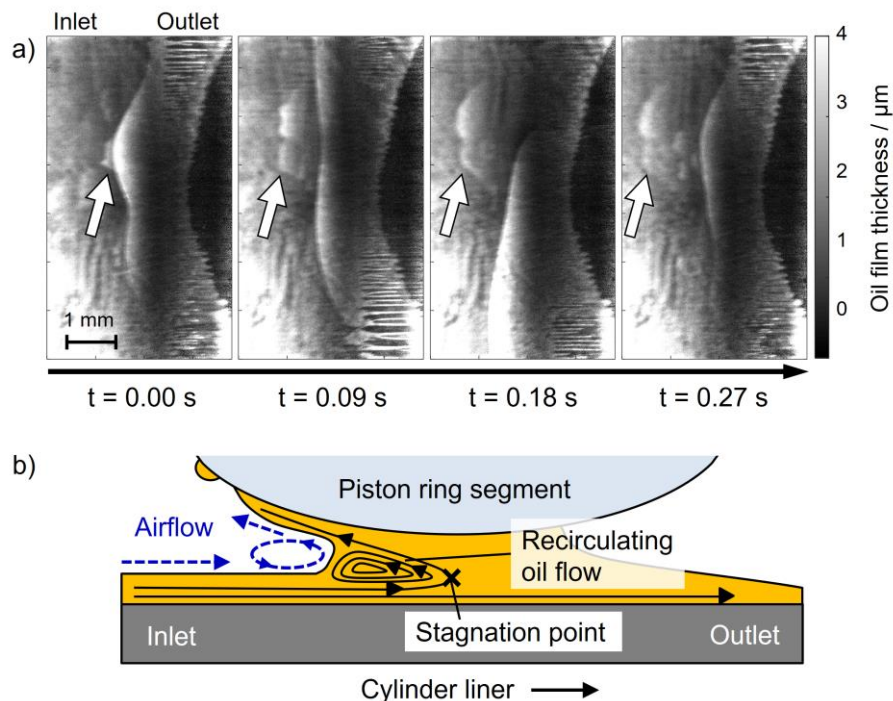 Inlet Outlet
a)
4
3
2
1
0
Oil film thickness / μm
1 mm
t = 0.00 s t = 0.09 s t = 0.18 s t = 0.27 s
b)
Piston ring segment
Airflow
Recirculating
oil flow
Stagnation point
Inlet Outlet
Cylinder liner